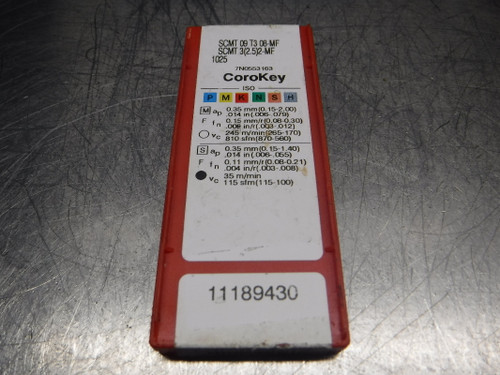 SCMT 09 T3 08-MF
SCMT 3(2.5)2-MF
1025
7N0553163
CoroKey
ISO
P M K N S H
M ap 0.35 mm(0.15-2.00)
.014 in(.006-.079)
F fn 0.15 mm/r(0.08-0.30)
.006 in/r(.003-.012)
vc 245 m/min(265-170)
810 sfm(870-560)
S ap 0.35 mm(0.15-1.40)
.014 in(.006-.055)
F fn 0.11 mm/r(0.08-0.21)
.004 in/r(.003-.008)
vc 35 m/min
115 sfm(115-100)
11189430